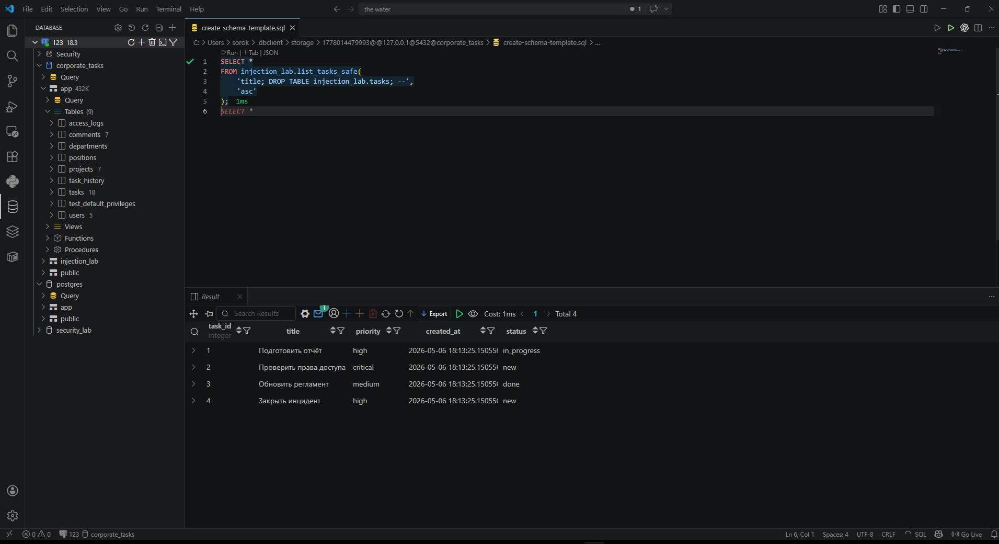 File Edit Selection View Go Run Terminal Help
the water
1
DATABASE
123 18.3
Security
corporate_tasks
Query
app 432K
Query
Tables (9)
access_logs
comments 7
departments
positions
projects 7
task_history
tasks 18
test_default_privileges
users 5
Views
Functions
Procedures
injection_lab
public
postgres
Query
app
public
security_lab
create-schema-template.sql
C: > Users > sorok > .dbclient > storage > 1778014479993@@127.0.0.1@5432@corporate_tasks > create-schema-template.sql > ...
Run | +Tab | JSON
1 SELECT *
2 FROM injection_lab.list_tasks_safe(
3 'title; DROP TABLE injection_lab.tasks; --',
4 'asc'
5 ); 1ms
6 SELECT *
Result
Search Results
1
Export
Cost: 1ms < 1 > Total 4
task_id integer title priority created_at status
1 Подготовить отчёт high 2026-05-06 18:13:25.15055 in_progress
2 Проверить права доступа critical 2026-05-06 18:13:25.15055 new
3 Обновить регламент medium 2026-05-06 18:13:25.15055 done
4 Закрыть инцидент high 2026-05-06 18:13:25.15055 new
0 0 123 corporate_tasks
Ln 6, Col 1 Spaces: 4 UTF-8 CRLF SQL Go Live